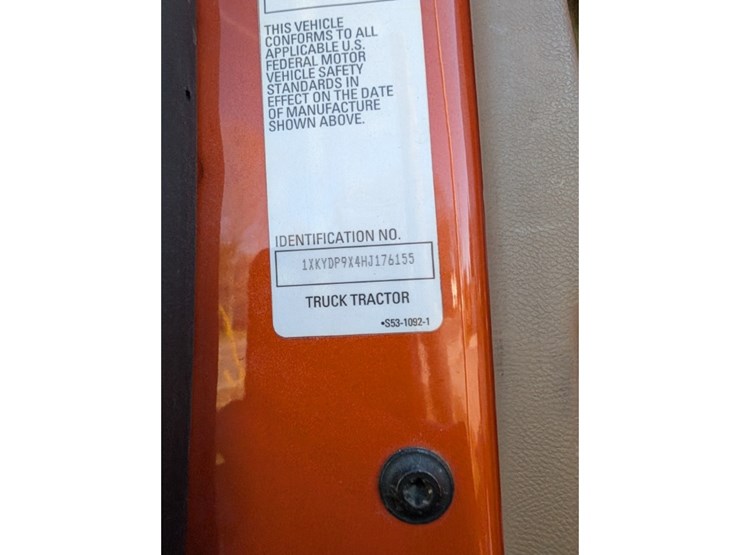 THIS VEHICLE
CONFORMS TO ALL
APPLICABLE U.S.
FEDERAL MOTOR
VEHICLE SAFETY
STANDARDS IN
EFFECT ON THE DATE
OF MANUFACTURE
SHOWN ABOVE.
IDENTIFICATION NO.
1XKYDP9X4HJ176155
TRUCK TRACTOR
•S53-1092-1